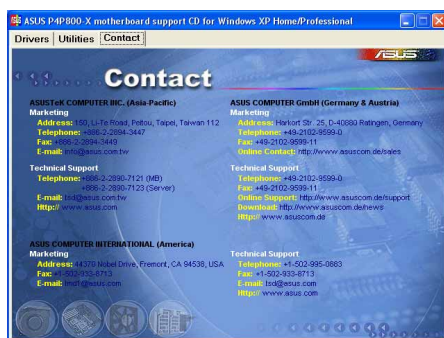 ASUS P4P800-X motherboard support CD for Windows XP Home/Professional
Drivers | Utilities | Contact
ASUS
Contact
ASUSTeK COMPUTER INC. (Asia-Pacific)
Marketing
Address: 150, Li-Te Road, Peitou, Taipei, Taiwan 112
Telephone: +886-2-2894-3447
Fax: +886-2-2894-3449
E-mail: info@asus.com.tw
Technical Support
Telephone: +886-2-2890-7121 (MB)
+886-2-2890-7123 (Server)
E-mail: tsd@asus.com.tw
Http:// www.asus.com
ASUS COMPUTER INTERNATIONAL (America)
Marketing
Address: 44370 Nobel Drive, Fremont, CA 94538, USA
Fax: +1-502-933-8713
E-mail:
ASUS COMPUTER GmbH (Germany & Austria)
Marketing
Address: Harkort Str. 25, D-40880 Ratingen, Germany
Telephone: +49-2102-9599-0
Fax: +49-2102-9599-11
Online Contact: http://www.asuscom.de/sales
Technical Support
Telephone: +49-2102-9599-0
Fax: +49-2102-9599-11
Online Support: http://www.asuscom.de/support
Download: http://www.asuscom.de/news
Http: www.asuscom.de
Technical Support
Telephone: +1-502-995-0883
Fax: +1-502-933-8713
E-mail: tsd@asus.com
Http:// www.asus.com